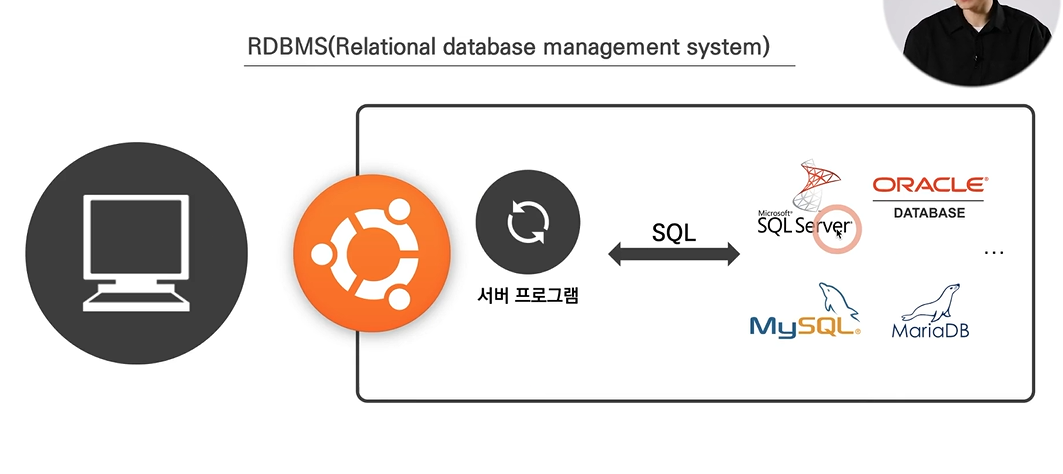 RDBMS(Relational database management system)
서버 프로그램
SQL
Microsoft®
SQL Server®
ORACLE®
DATABASE
...
MySQL®
MariaDB